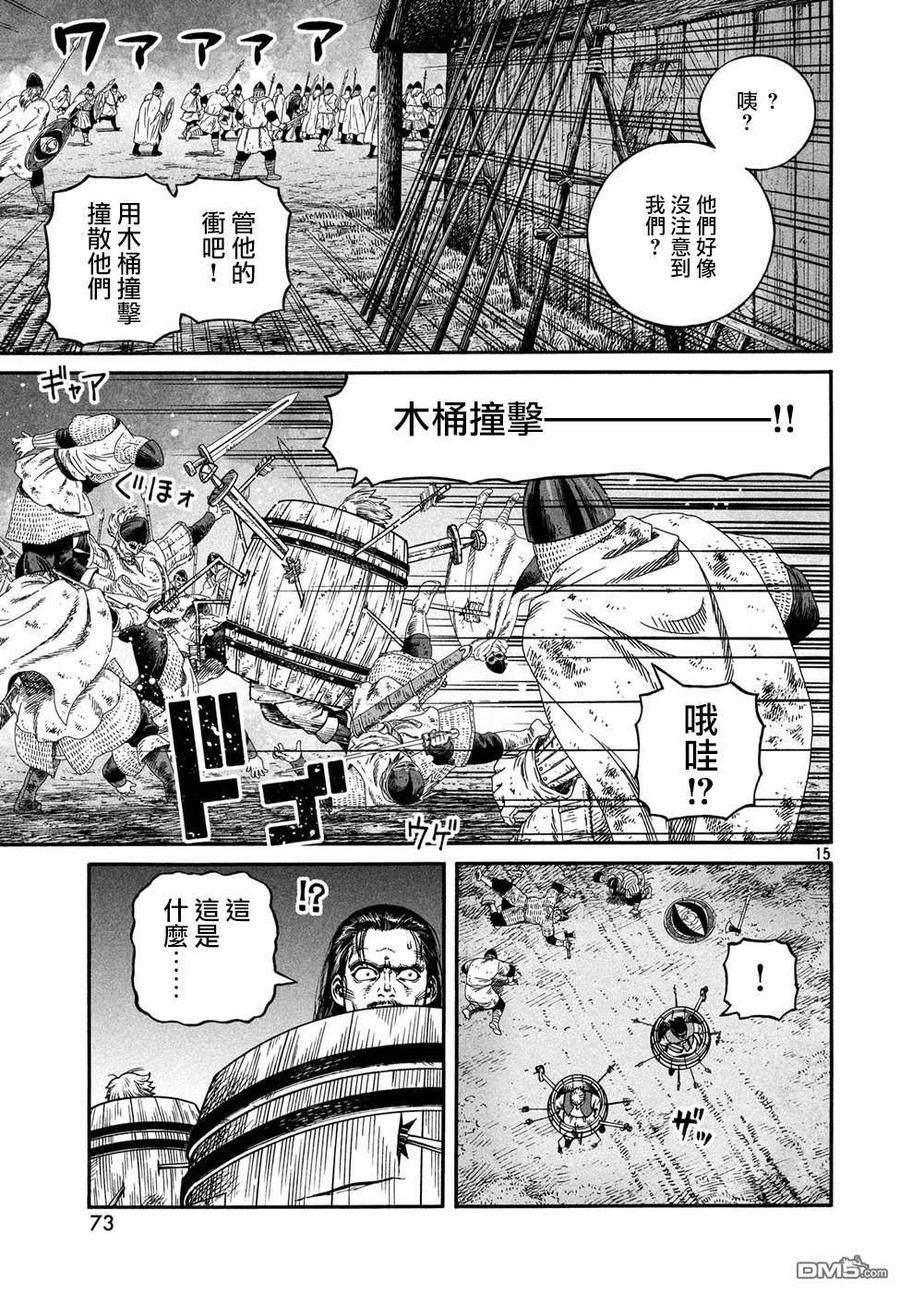 ワァァァァ
咦？
？
他們好像
沒注意到
我們？
管他的
衝吧！
用木桶撞擊
撞散他們
木桶撞擊────!!
ギャア
ぐほォ
哦哇!?
ドゴ
ウゲ
15
！
ザッ
!?
這
這是
什麼……
73
DM5.com